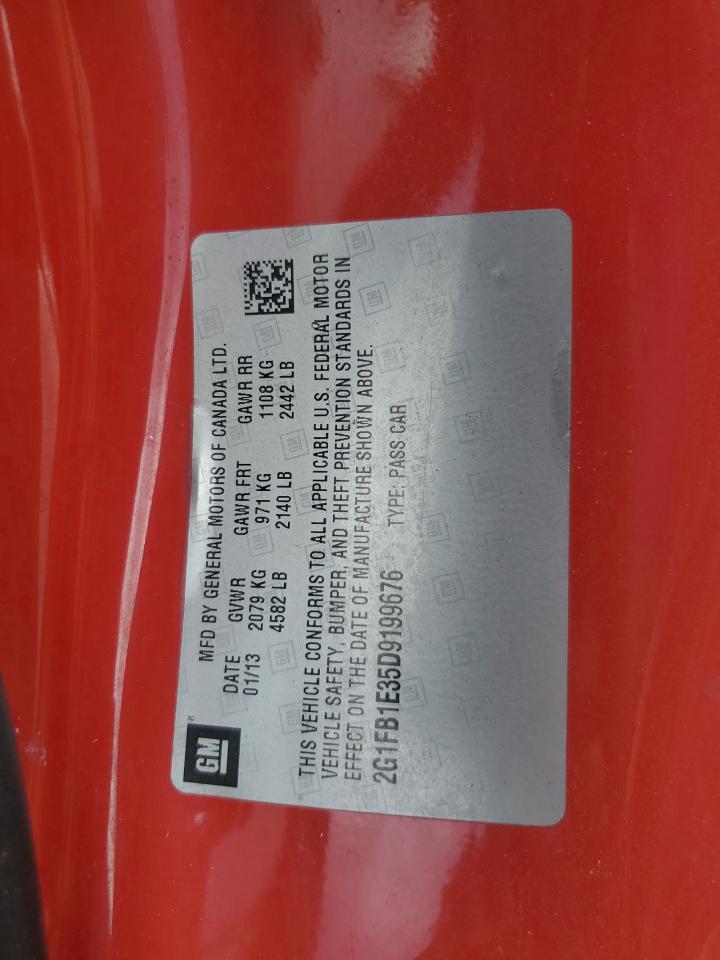 GM
MFD BY GENERAL MOTORS OF CANADA LTD.
DATE GVWR GAWR FRT GAWR RR
01/13 2079 KG 971 KG 1108 KG
4582 LB 2140 LB 2442 LB
THIS VEHICLE CONFORMS TO ALL APPLICABLE U.S. FEDERAL MOTOR
VEHICLE SAFETY, BUMPER, AND THEFT PREVENTION STANDARDS IN
EFFECT ON THE DATE OF MANUFACTURE SHOWN ABOVE.
2G1FB1E35D9199676 TYPE: PASS CAR